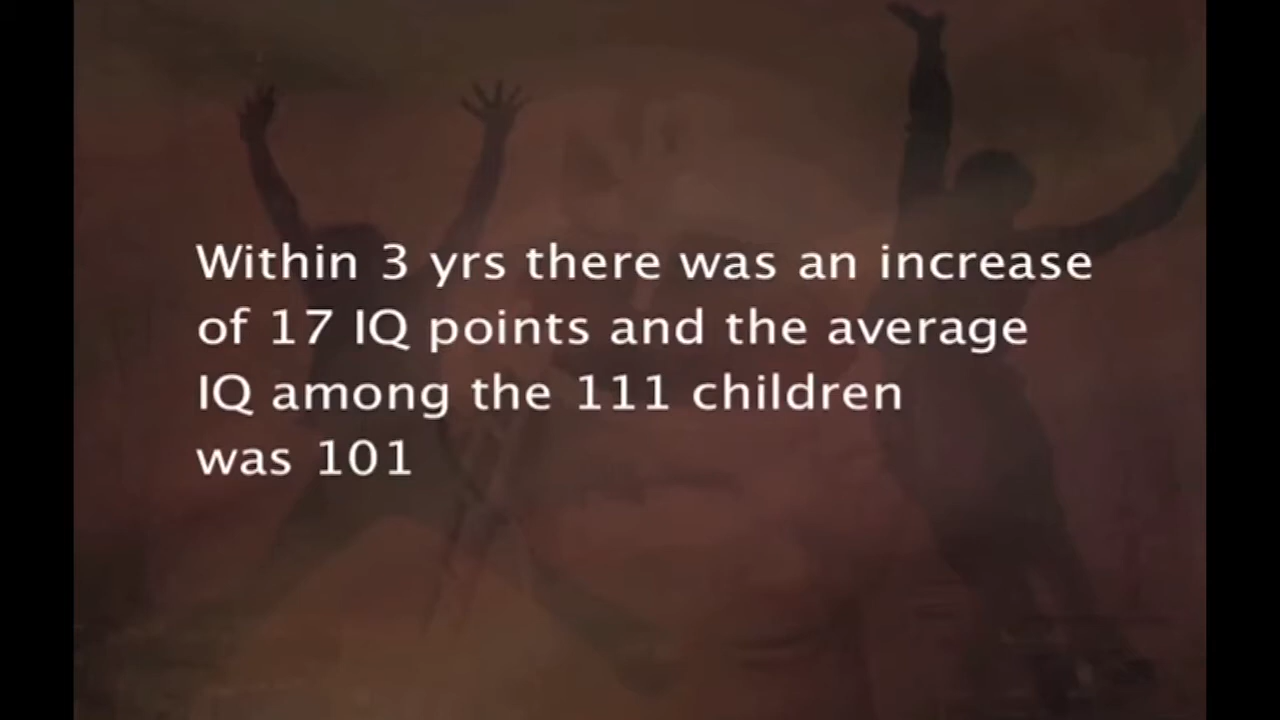 Within 3 yrs there was an increase
of 17 IQ points and the average
IQ among the 111 children
was 101